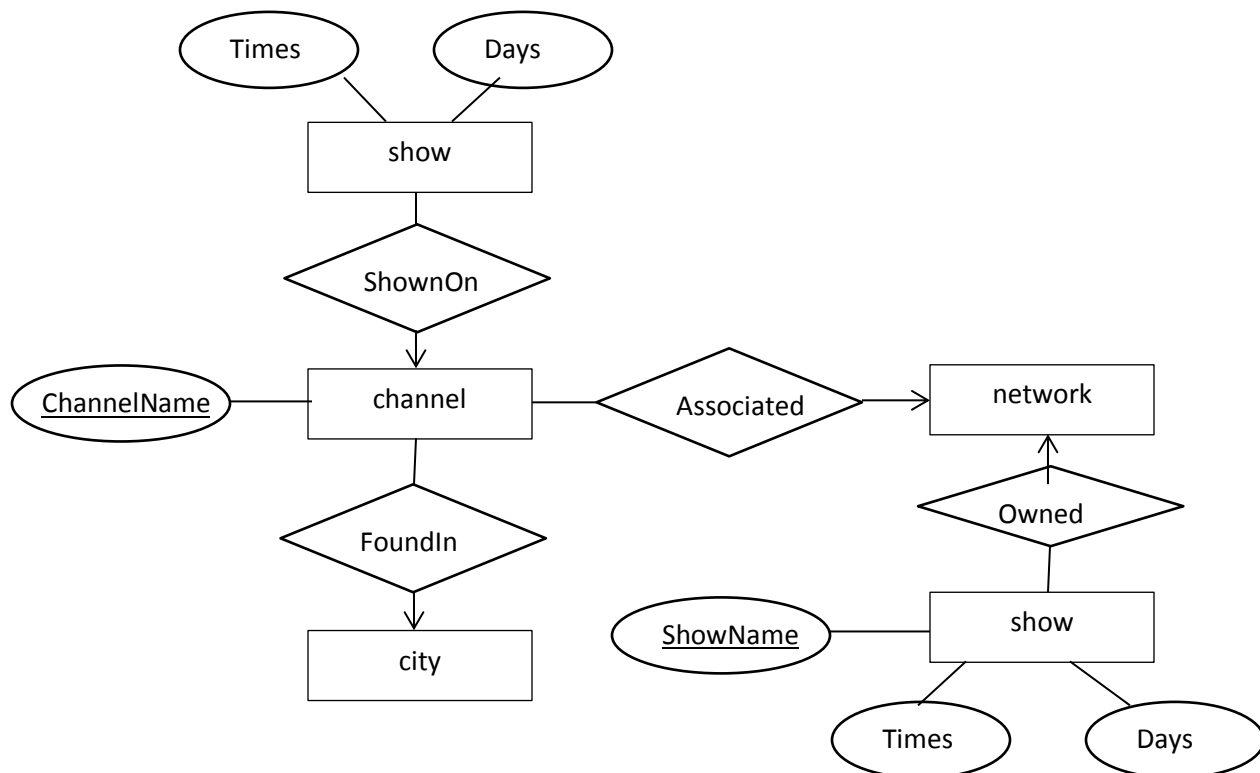 Times
Days
show
ShownOn
ChannelName
channel
Associated
network
Owned
FoundIn
ShowName
show
city
Times
Days